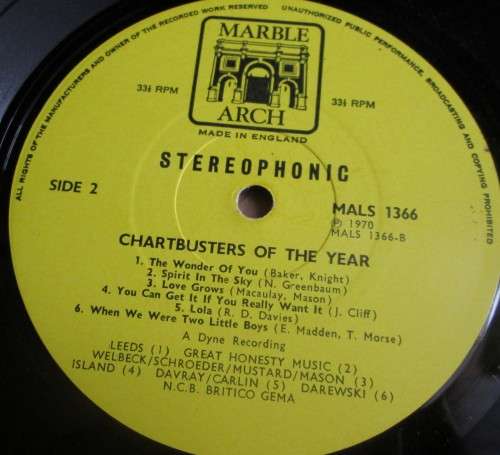 ALL RIGHTS OF THE MANUFACTURERS AND OWNER OF THE RECORDED WORK RESERVED
UNAUTHORIZED PUBLIC PERFORMANCE, BROADCASTING AND COPYING PROHIBITED
MARBLE
ARCH
33⅓ RPM
33⅓ RPM
MADE IN ENGLAND
STEREOPHONIC
SIDE 2
MALS 1366
℗ 1970
MALS 1366-B
CHARTBUSTERS OF THE YEAR
1. The Wonder Of You (Baker, Knight)
2. Spirit In The Sky (N. Greenbaum)
3. Love Grows (Macaulay, Mason)
4. You Can Get It If You Really Want It (J. Cliff)
5. Lola (R. D. Davies)
6. When We Were Two Little Boys (E. Madden, T. Morse)
A Dyne Recording
LEEDS (1) GREAT HONESTY MUSIC (2)
WELBECK/SCHROEDER/MUSTARD/MASON (3)
ISLAND (4) DAVRAY/CARLIN (5) DAREWSKI (6)
N.C.B. BRITICO GEMA